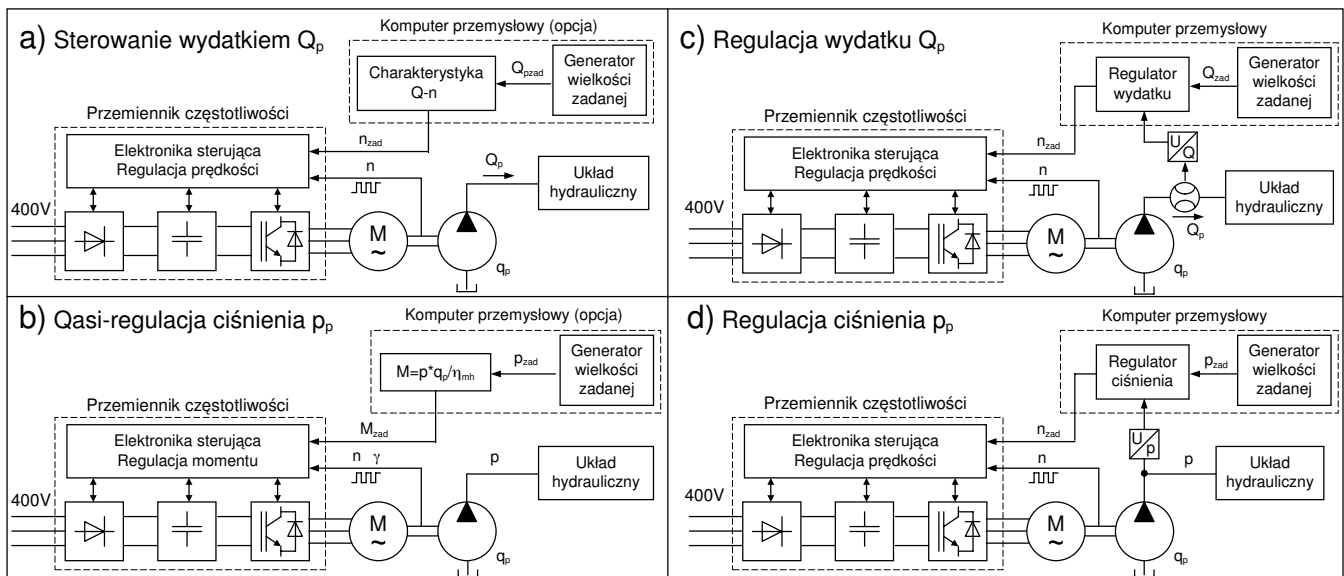 a) Sterowanie wydatkiem Qp
Komputer przemysłowy (opcja)
Charakterystyka
Q-n
Qpzad
Generator
wielkości
zadanej
Przemiennik częstotliwości
Elektronika sterująca
Regulacja prędkości
nzad
n
Qp
Układ
hydrauliczny
400V
M
~
qp
c) Regulacja wydatku Qp
Komputer przemysłowy
Regulator
wydatku
Qzad
Generator
wielkości
zadanej
Przemiennik częstotliwości
Elektronika sterująca
Regulacja prędkości
nzad
n
U
Q
Układ
hydrauliczny
Qp
400V
M
~
qp
b) Qasi-regulacja ciśnienia pp
Komputer przemysłowy (opcja)
M=p*qp/ηmh
pzad
Generator
wielkości
zadanej
Przemiennik częstotliwości
Elektronika sterująca
Regulacja momentu
Mzad
n γ
p
Układ
hydrauliczny
400V
M
~
qp
d) Regulacja ciśnienia pp
Komputer przemysłowy
Regulator
ciśnienia
pzad
Generator
wielkości
zadanej
Przemiennik częstotliwości
Elektronika sterująca
Regulacja prędkości
nzad
n
U
p
p
Układ
hydrauliczny
400V
M
~
qp